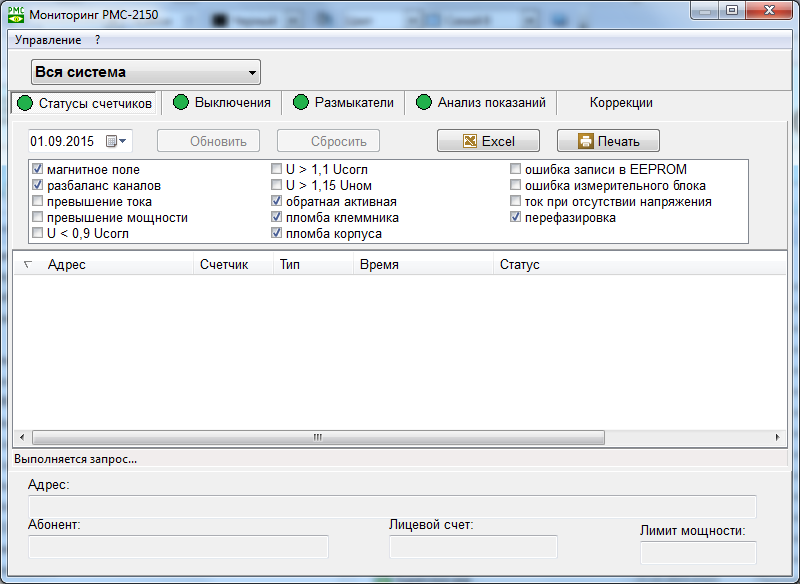 Мониторинг РМС-2150
Управление ?
Вся система
Статусы счетчиков Выключения Размыкатели Анализ показаний Коррекции
01.09.2015 Обновить Сбросить Excel Печать
магнитное поле U > 1,1 Uсогл ошибка записи в EEPROM
разбаланс каналов U > 1,15 Uном ошибка измерительного блока
превышение тока обратная активная ток при отсутствии напряжения
превышение мощности пломба клеммника перефазировка
U < 0,9 Uсогл пломба корпуса
Адрес Счетчик Тип Время Статус
Выполняется запрос...
Адрес:
Абонент: Лицевой счет: Лимит мощности: